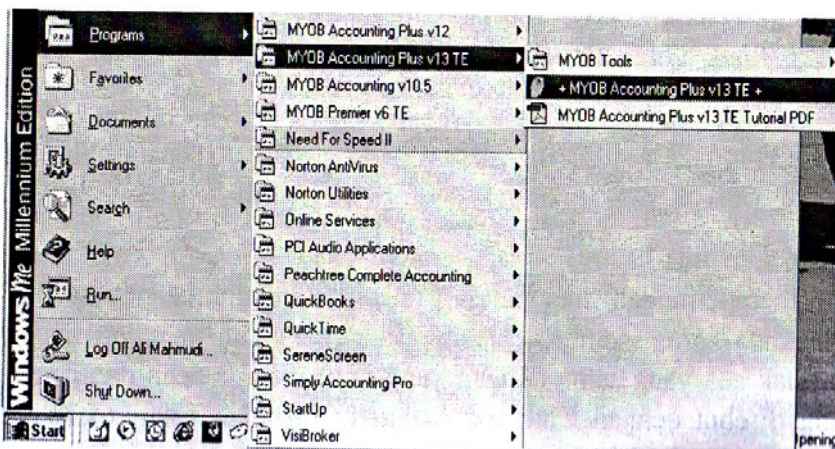 Windows Me Millennium Edition
Programs
Favorites
Documents
Settings
Search
Help
Run...
Log Off Ali Mahmudi...
Shut Down...
Start
MYOB Accounting Plus v12
MYOB Accounting Plus v13 TE
MYOB Accounting v10.5
MYOB Premier v6 TE
Need For Speed II
Norton AntiVirus
Norton Utilities
Online Services
PCI Audio Applications
Peachtree Complete Accounting
QuickBooks
QuickTime
SereneScreen
Simply Accounting Pro
StartUp
VisiBroker
MYOB Tools
+ MYOB Accounting Plus v13 TE +
MYOB Accounting Plus v13 TE Tutorial PDF
pening